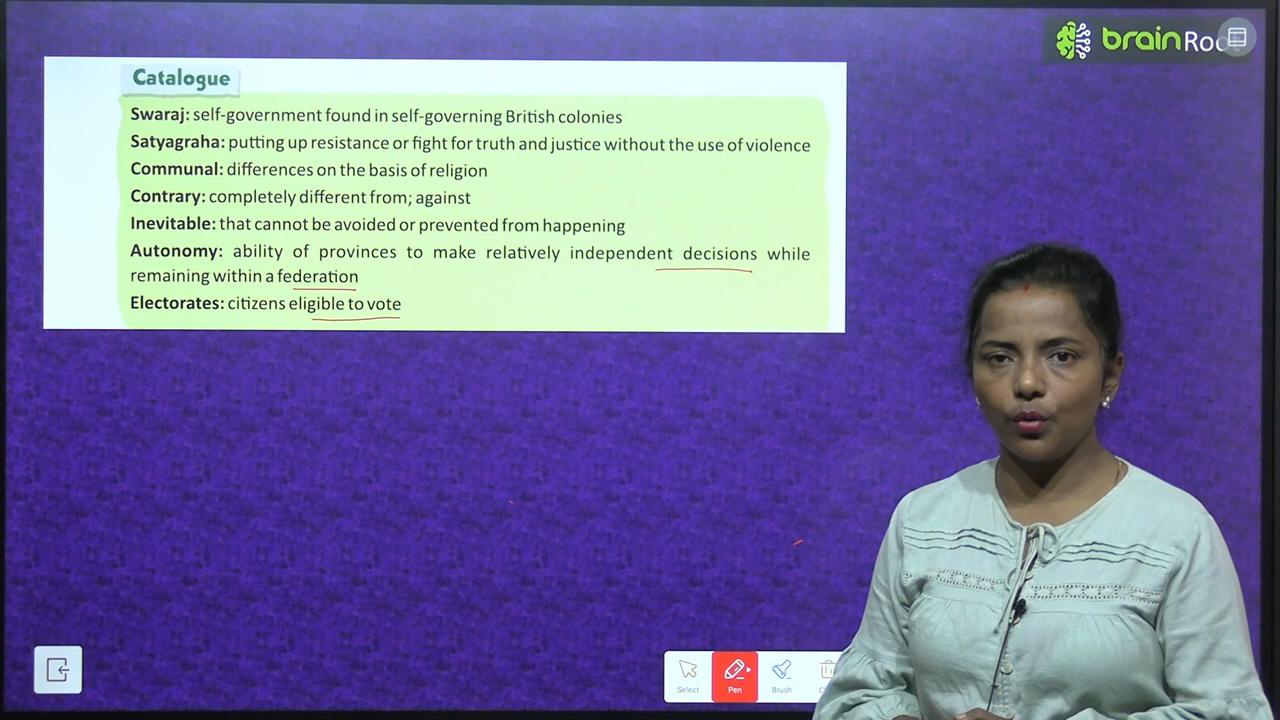 brainRoo
Catalogue
Swaraj: self-government found in self-governing British colonies
Satyagraha: putting up resistance or fight for truth and justice without the use of violence
Communal: differences on the basis of religion
Contrary: completely different from; against
Inevitable: that cannot be avoided or prevented from happening
Autonomy: ability of provinces to make relatively independent decisions while
remaining within a federation
Electorates: citizens eligible to vote
Select Pen Brush